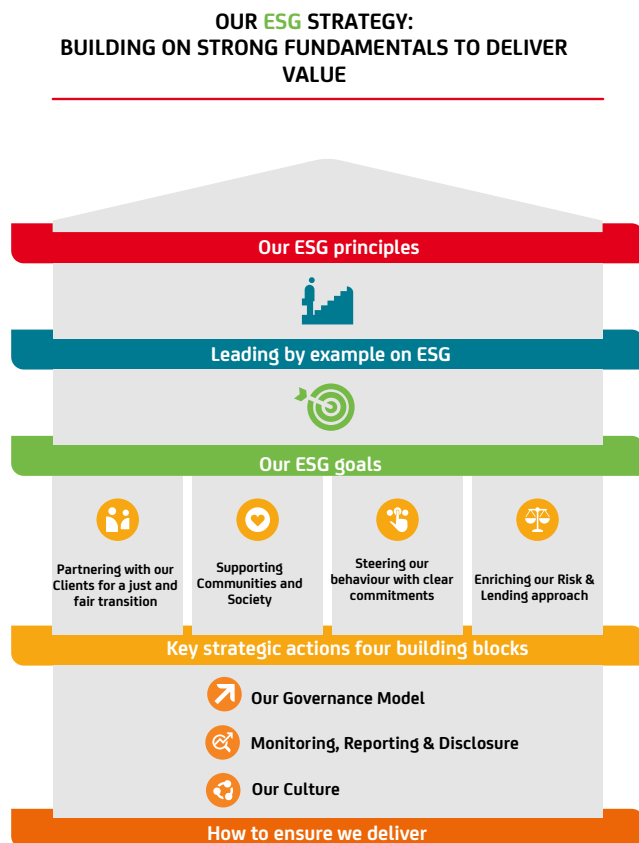 OUR ESG STRATEGY:
BUILDING ON STRONG FUNDAMENTALS TO DELIVER
VALUE
Our ESG principles
Leading by example on ESG
Our ESG goals
Partnering with our
Clients for a just and
fair transition
Supporting
Communities and
Society
Steering our
behaviour with clear
commitments
Enriching our Risk &
Lending approach
Key strategic actions four building blocks
Our Governance Model
Monitoring, Reporting & Disclosure
Our Culture
How to ensure we deliver